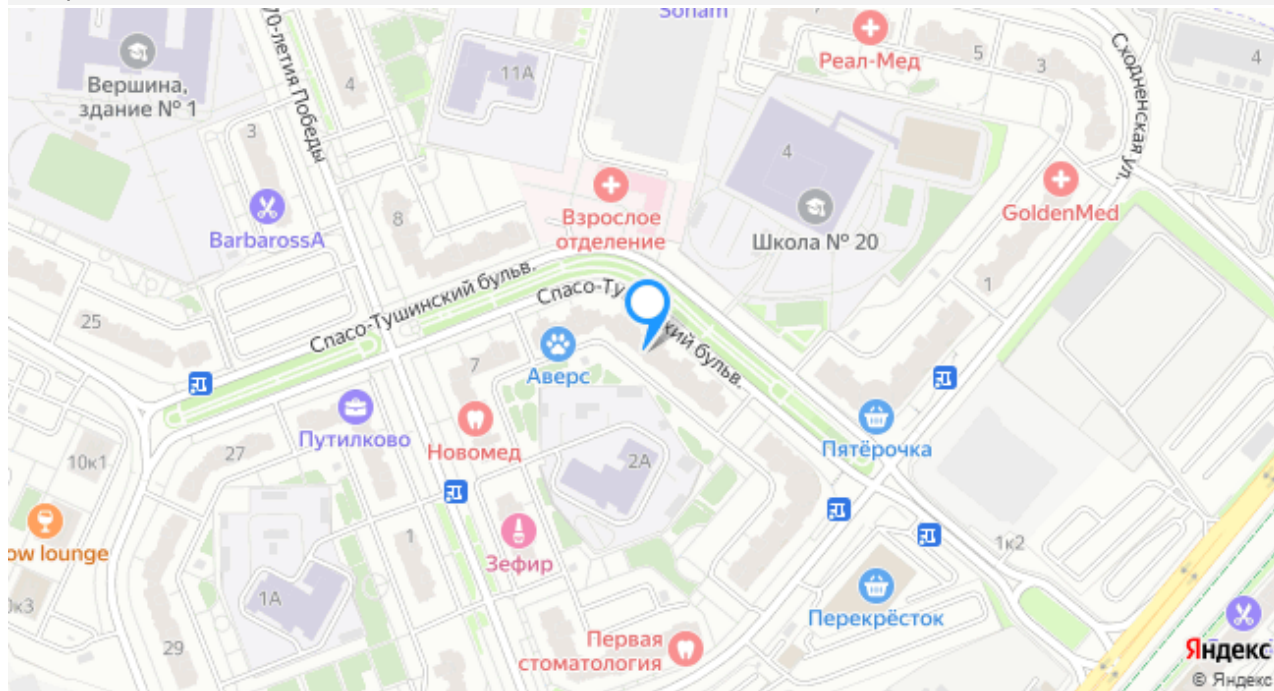 Soham
Реал-Мед
5
3
4
Сходненская ул.
Вершина,
здание № 1
70-летия Победы
4
11А
3
BarbarossA
8
Взрослое
отделение
4
Школа № 20
GoldenMed
1
Спасо-Тушинский бульв.
Спасо-Ту
кий бульв.
25
7
Аверс
Путилково
Новомед
27
10к1
2А
Пятёрочка
ow lounge
1
Зефир
1к2
1А
Перекрёсток
29
Первая
стоматология
Яндекс
© Яндекс